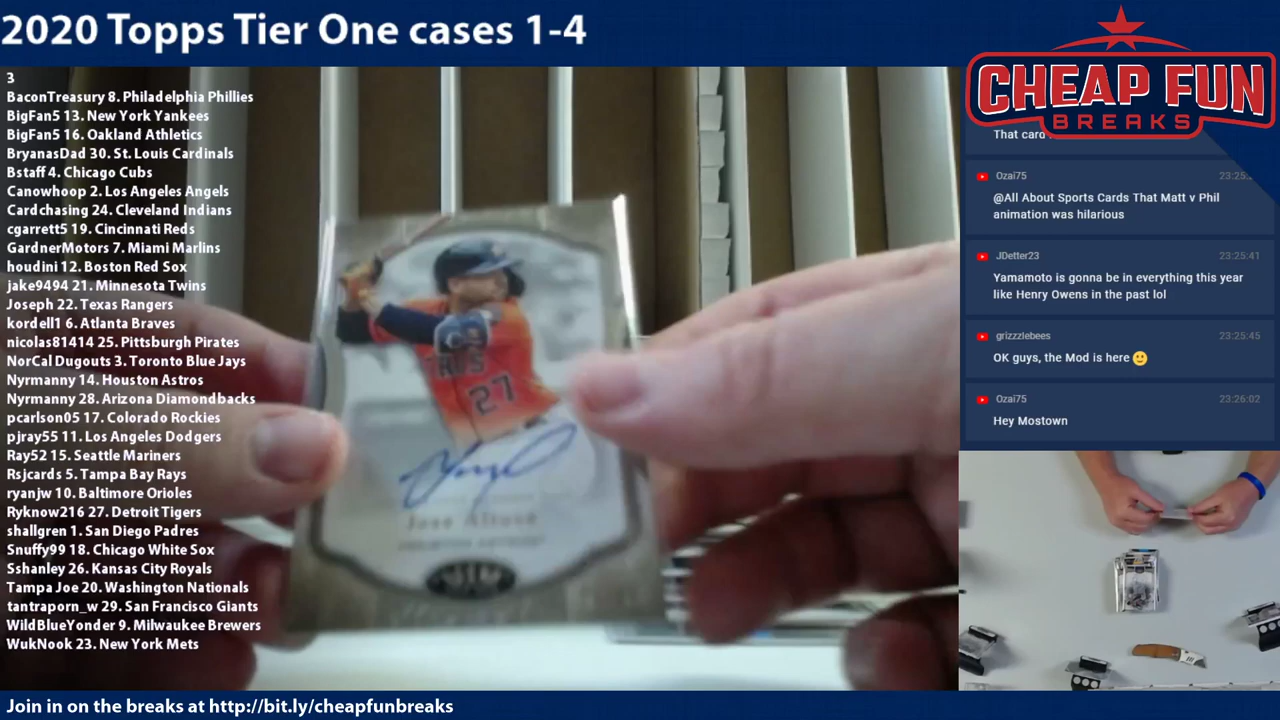 2020 Topps Tier One cases 1-4
3
BaconTreasury 8. Philadelphia Phillies
BigFan5 13. New York Yankees
BigFan5 16. Oakland Athletics
BryanasDad 30. St. Louis Cardinals
Bstaff 4. Chicago Cubs
Canowhoop 2. Los Angeles Angels
Cardchasing 24. Cleveland Indians
cgarrett5 19. Cincinnati Reds
GardnerMotors 7. Miami Marlins
houdini 12. Boston Red Sox
jake9494 21. Minnesota Twins
Joseph 22. Texas Rangers
kordell1 6. Atlanta Braves
nicolas81414 25. Pittsburgh Pirates
NorCal Dugouts 3. Toronto Blue Jays
Nyrmanny 14. Houston Astros
Nyrmanny 28. Arizona Diamondbacks
pcarlson05 17. Colorado Rockies
pjray55 11. Los Angeles Dodgers
Ray52 15. Seattle Mariners
Rsjcards 5. Tampa Bay Rays
ryanjw 10. Baltimore Orioles
Ryknow216 27. Detroit Tigers
shallgren 1. San Diego Padres
Snuffy99 18. Chicago White Sox
Sshanley 26. Kansas City Royals
Tampa Joe 20. Washington Nationals
tantraporn_w 29. San Francisco Giants
WildBlueYonder 9. Milwaukee Brewers
WukNook 23. New York Mets
27
Jose Altuve
CHEAP FUN
BREAKS
That card
Ozai75
@All About Sports Cards That Matt v Phil
animation was hilarious
JDetter23 23:25:41
Yamamoto is gonna be in everything this year
like Henry Owens in the past lol
grizzzlebees 23:25:45
OK guys, the Mod is here
Ozai75 23:26:02
Hey Mostown
Join in on the breaks at http://bit.ly/cheapfunbreaks